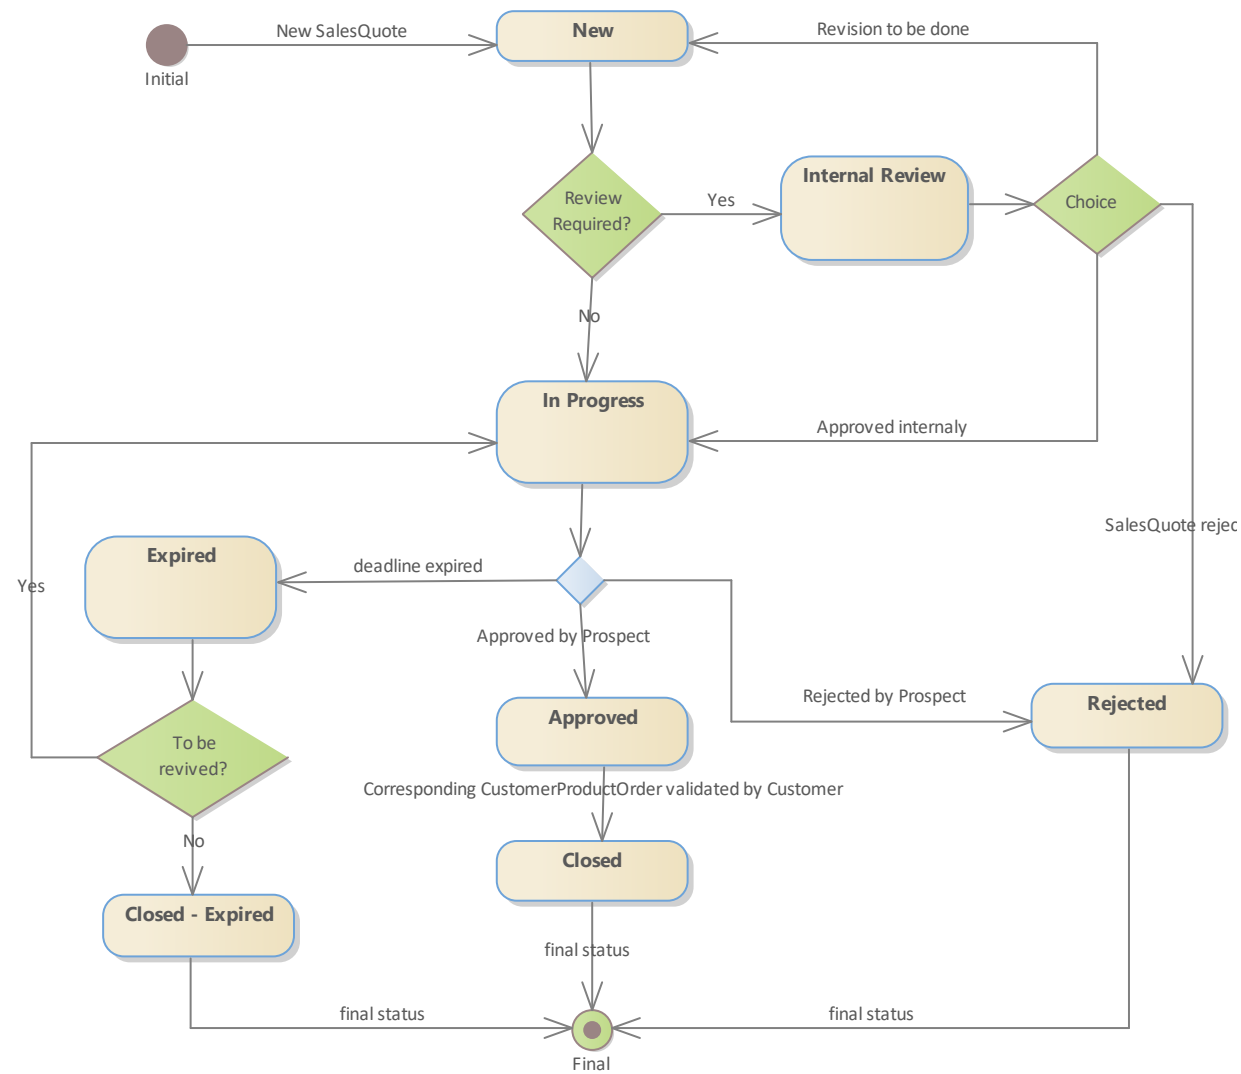 New SalesQuote
New
Revision to be done
Initial
Internal Review
Review
Required?
Yes
Choice
No
In Progress
Approved internaly
SalesQuote rejec
Expired
deadline expired
Yes
Approved by Prospect
Rejected by Prospect
Approved
Rejected
To be
revived?
Corresponding CustomerProductOrder validated by Customer
No
Closed
Closed - Expired
final status
final status
final status
Final